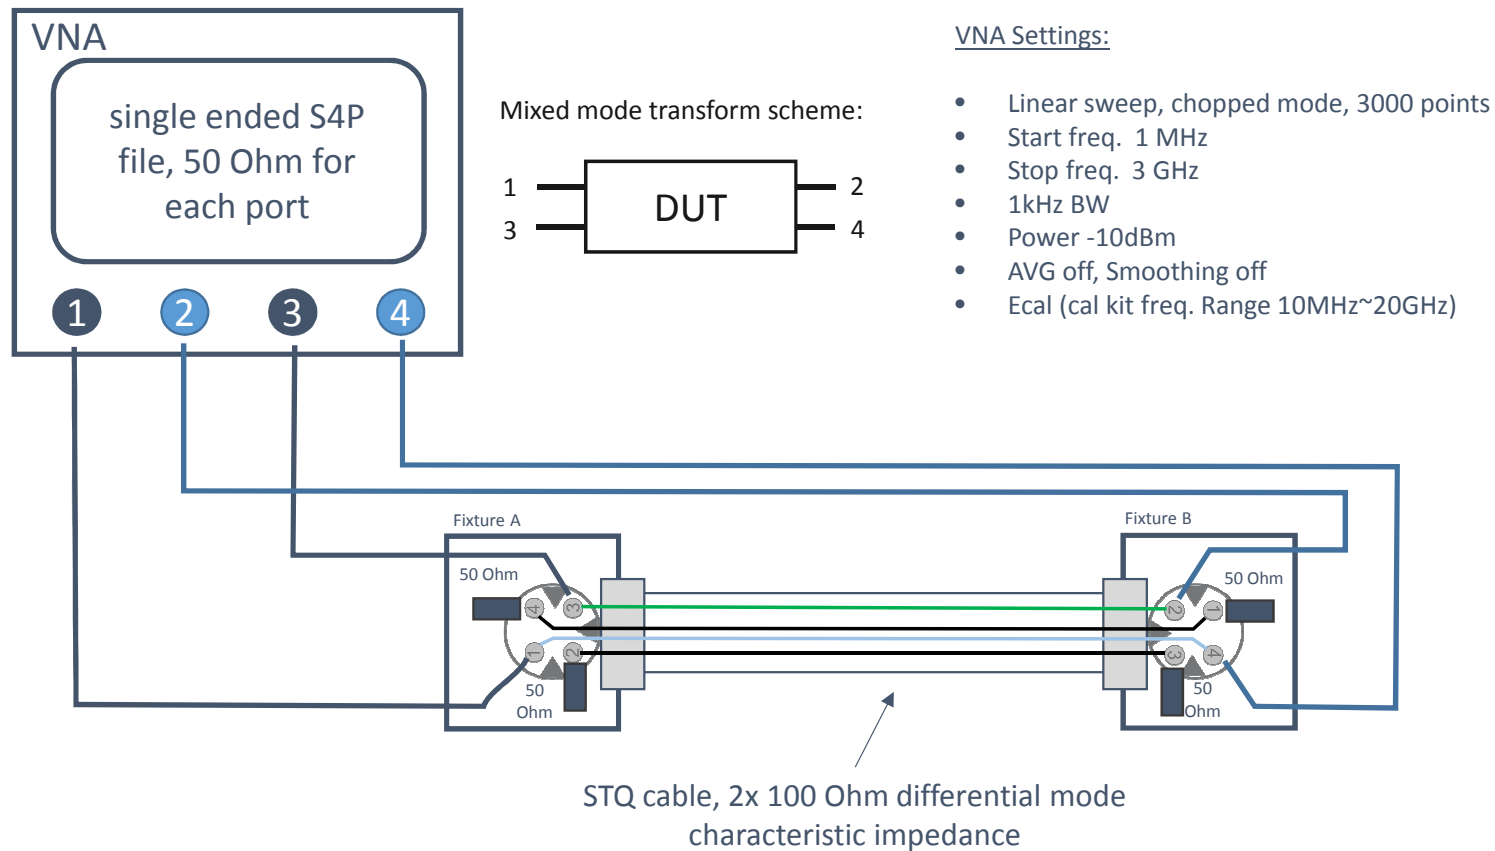 VNA
single ended S4P
file, 50 Ohm for
each port
1
2
3
4
Mixed mode transform scheme:
1
3
DUT
2
4
VNA Settings:
• Linear sweep, chopped mode, 3000 points
• Start freq. 1 MHz
• Stop freq. 3 GHz
• 1kHz BW
• Power -10dBm
• AVG off, Smoothing off
• Ecal (cal kit freq. Range 10MHz~20GHz)
Fixture A
50 Ohm
4
3
1
2
50
Ohm
Fixture B
50 Ohm
2
1
3
4
50
Ohm
STQ cable, 2x 100 Ohm differential mode
characteristic impedance